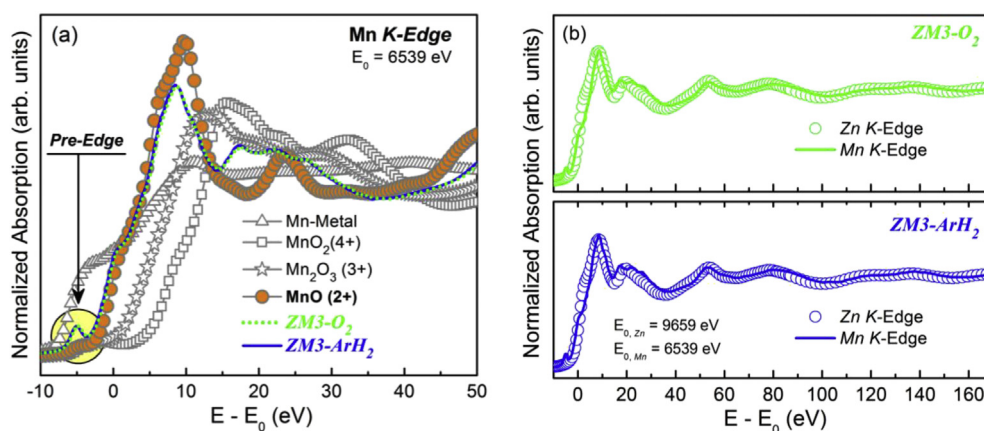 (a)
Mn K-Edge
E0 = 6539 eV
Pre-Edge
Mn-Metal
MnO2(4+)
Mn2O3 (3+)
MnO (2+)
ZM3-O2
ZM3-ArH2
Normalized Absorption (arb. units)
-10 0 10 20 30 40 50
E - E0 (eV)
(b)
ZM3-O2
Zn K-Edge
Mn K-Edge
Normalized Absorption (arb. units)
ZM3-ArH2
Zn K-Edge
Mn K-Edge
E0, Zn = 9659 eV
E0, Mn = 6539 eV
0 20 40 60 80 100 120 140 160
E - E0 (eV)